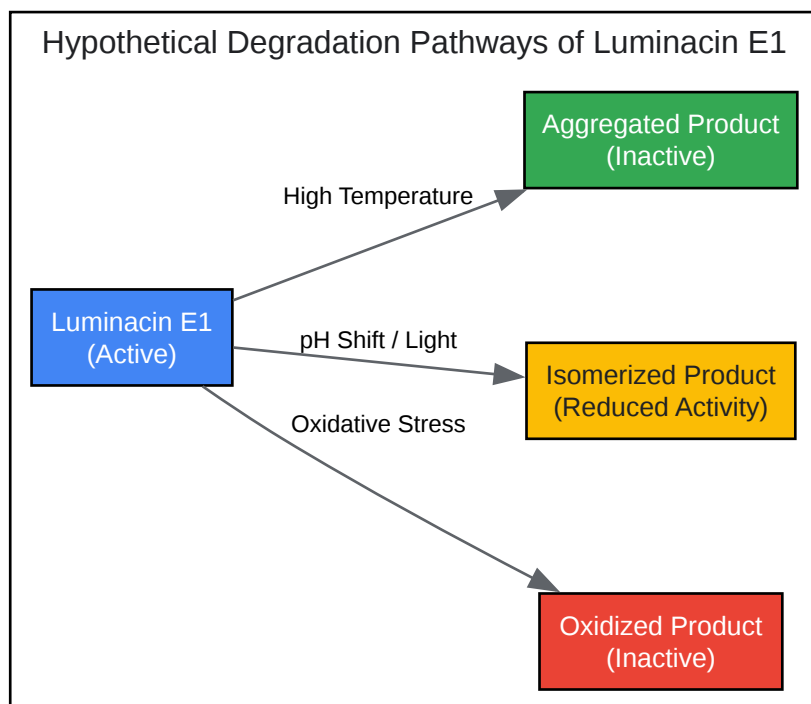 Hypothetical Degradation Pathways of Luminacin E1
Aggregated Product
(Inactive)
High Temperature
Luminacin E1
(Active)
pH Shift / Light
Isomerized Product
(Reduced Activity)
Oxidative Stress
Oxidized Product
(Inactive)